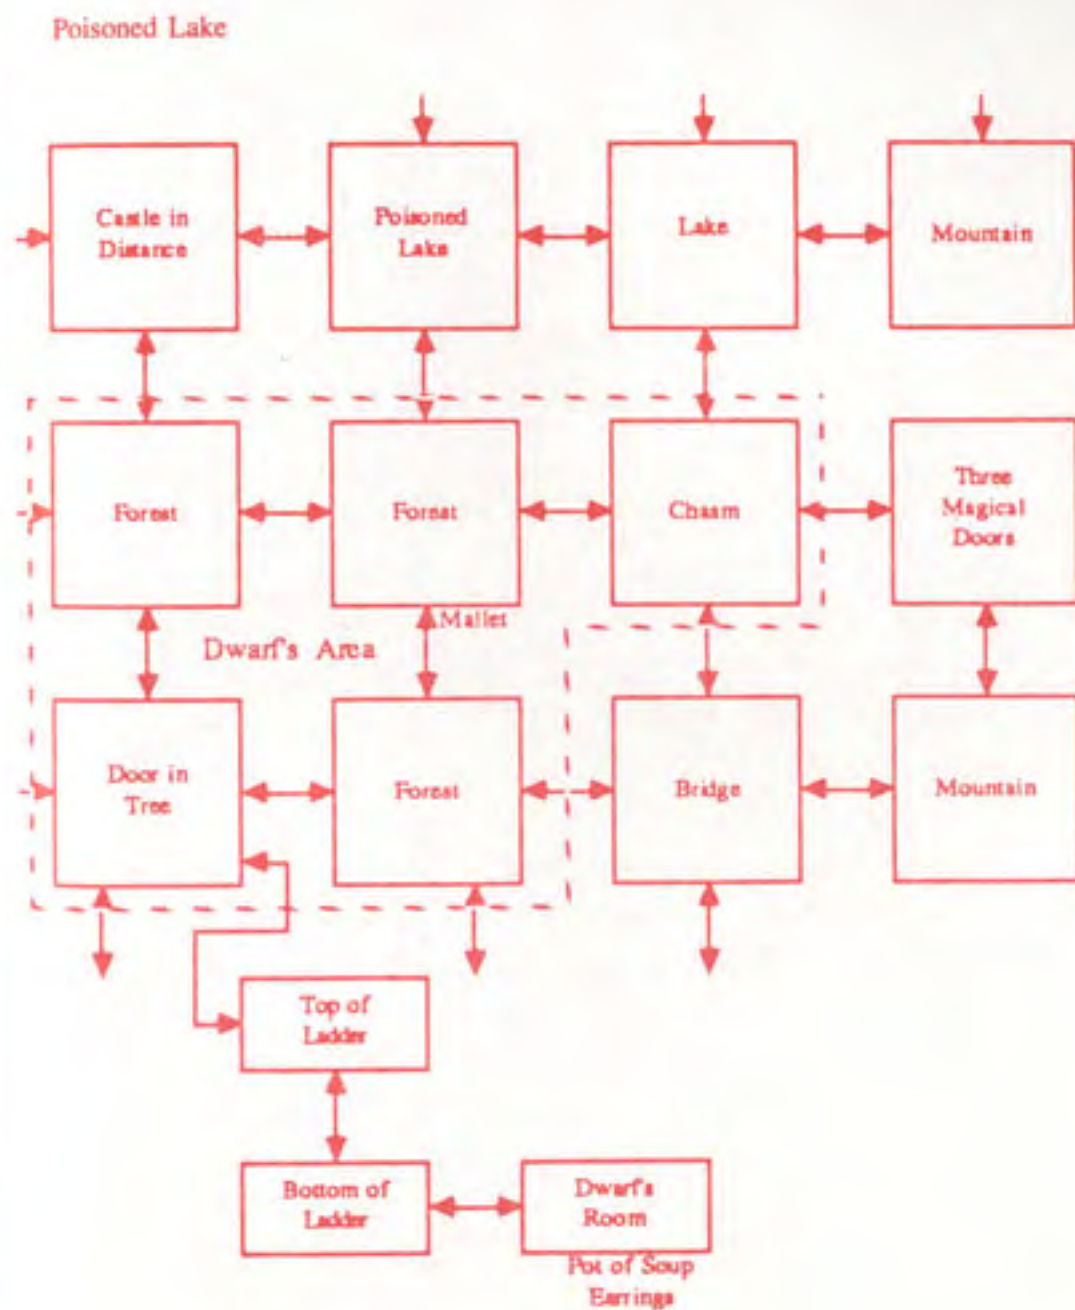 Poisoned Lake
Castle in
Distance
Poisoned
Lake
Lake
Mountain
Forest
Forest
Chasm
Three
Magical
Doors
Mallet
Dwarf's Area
Door in
Tree
Forest
Bridge
Mountain
Top of
Ladder
Bottom of
Ladder
Dwarf's
Room
Pot of Soup
Earrings